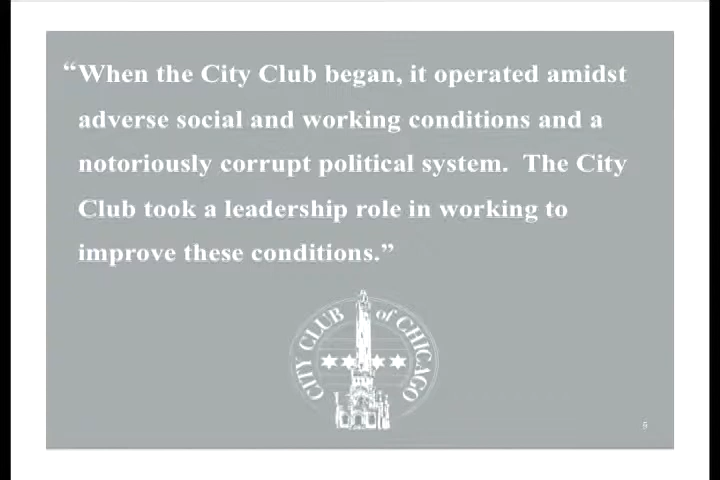 “When the City Club began, it operated amidst
adverse social and working conditions and a
notoriously corrupt political system.  The City
Club took a leadership role in working to
improve these conditions.”
CITY CLUB of CHICAGO